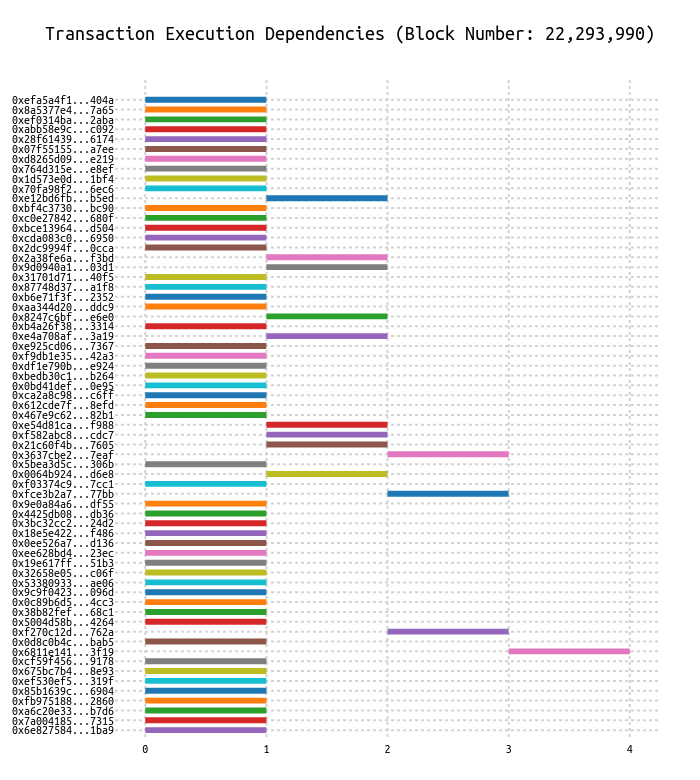 Transaction Execution Dependencies (Block Number: 22,293,990)
0xefa5a4f1...404a
0x8a5377e4...7a65
0xef0314ba...2aba
0xabb58e9c...c092
0x28f61439...6174
0x07f55155...a7ee
0xd8265d09...e219
0x764d315e...e8ef
0x1d573e0d...1bf4
0x70fa98f2...6ec6
0xe12bd6fb...b5ed
0xbf4c3730...bc90
0xc0e27842...680f
0xbce13964...d504
0xcda083c0...6950
0x2dc9994f...0cca
0x2a38fe6a...f3bd
0x9d0940a1...03d1
0x31701d71...40f5
0x87748d37...a1f8
0xb6e71f3f...2352
0xaa344d20...ddc9
0x8247c6bf...e6e0
0xb4a26f38...3314
0xe4a708af...3a19
0xe925cd06...7367
0xf9db1e35...42a3
0xdf1e790b...e924
0xbedb30c1...b264
0x0bd41def...0e95
0xca2a8c98...c6ff
0x612cde7f...8efd
0x467e9c62...82b1
0xe54d81ca...f988
0xf582abc8...cdc7
0x21c60f4b...7605
0x3637cbe2...7eaf
0x5bea3d5c...306b
0x0064b924...d6e8
0xf03374c9...7cc1
0xfce3b2a7...77bb
0x9e0a84a6...df55
0x4425db08...db36
0x3bc32cc2...24d2
0x18e5e422...f486
0x0ee526a7...d136
0xee628bd4...23ec
0x19e617ff...51b3
0x32658e05...c06f
0x53380933...ae06
0x9c9f0423...096d
0x0c89b6d5...4cc3
0x38b82fef...68c1
0x5004d58b...4264
0xf270c12d...762a
0x0d8c0b4c...bab5
0x6811e141...3f19
0xcf59f456...9178
0x675bc7b4...8e93
0xef530ef5...319f
0x85b1639c...6904
0xfb975188...2860
0xa6c20e33...b7d6
0x7a004185...7315
0x6e827584...1ba9
0 1 2 3 4